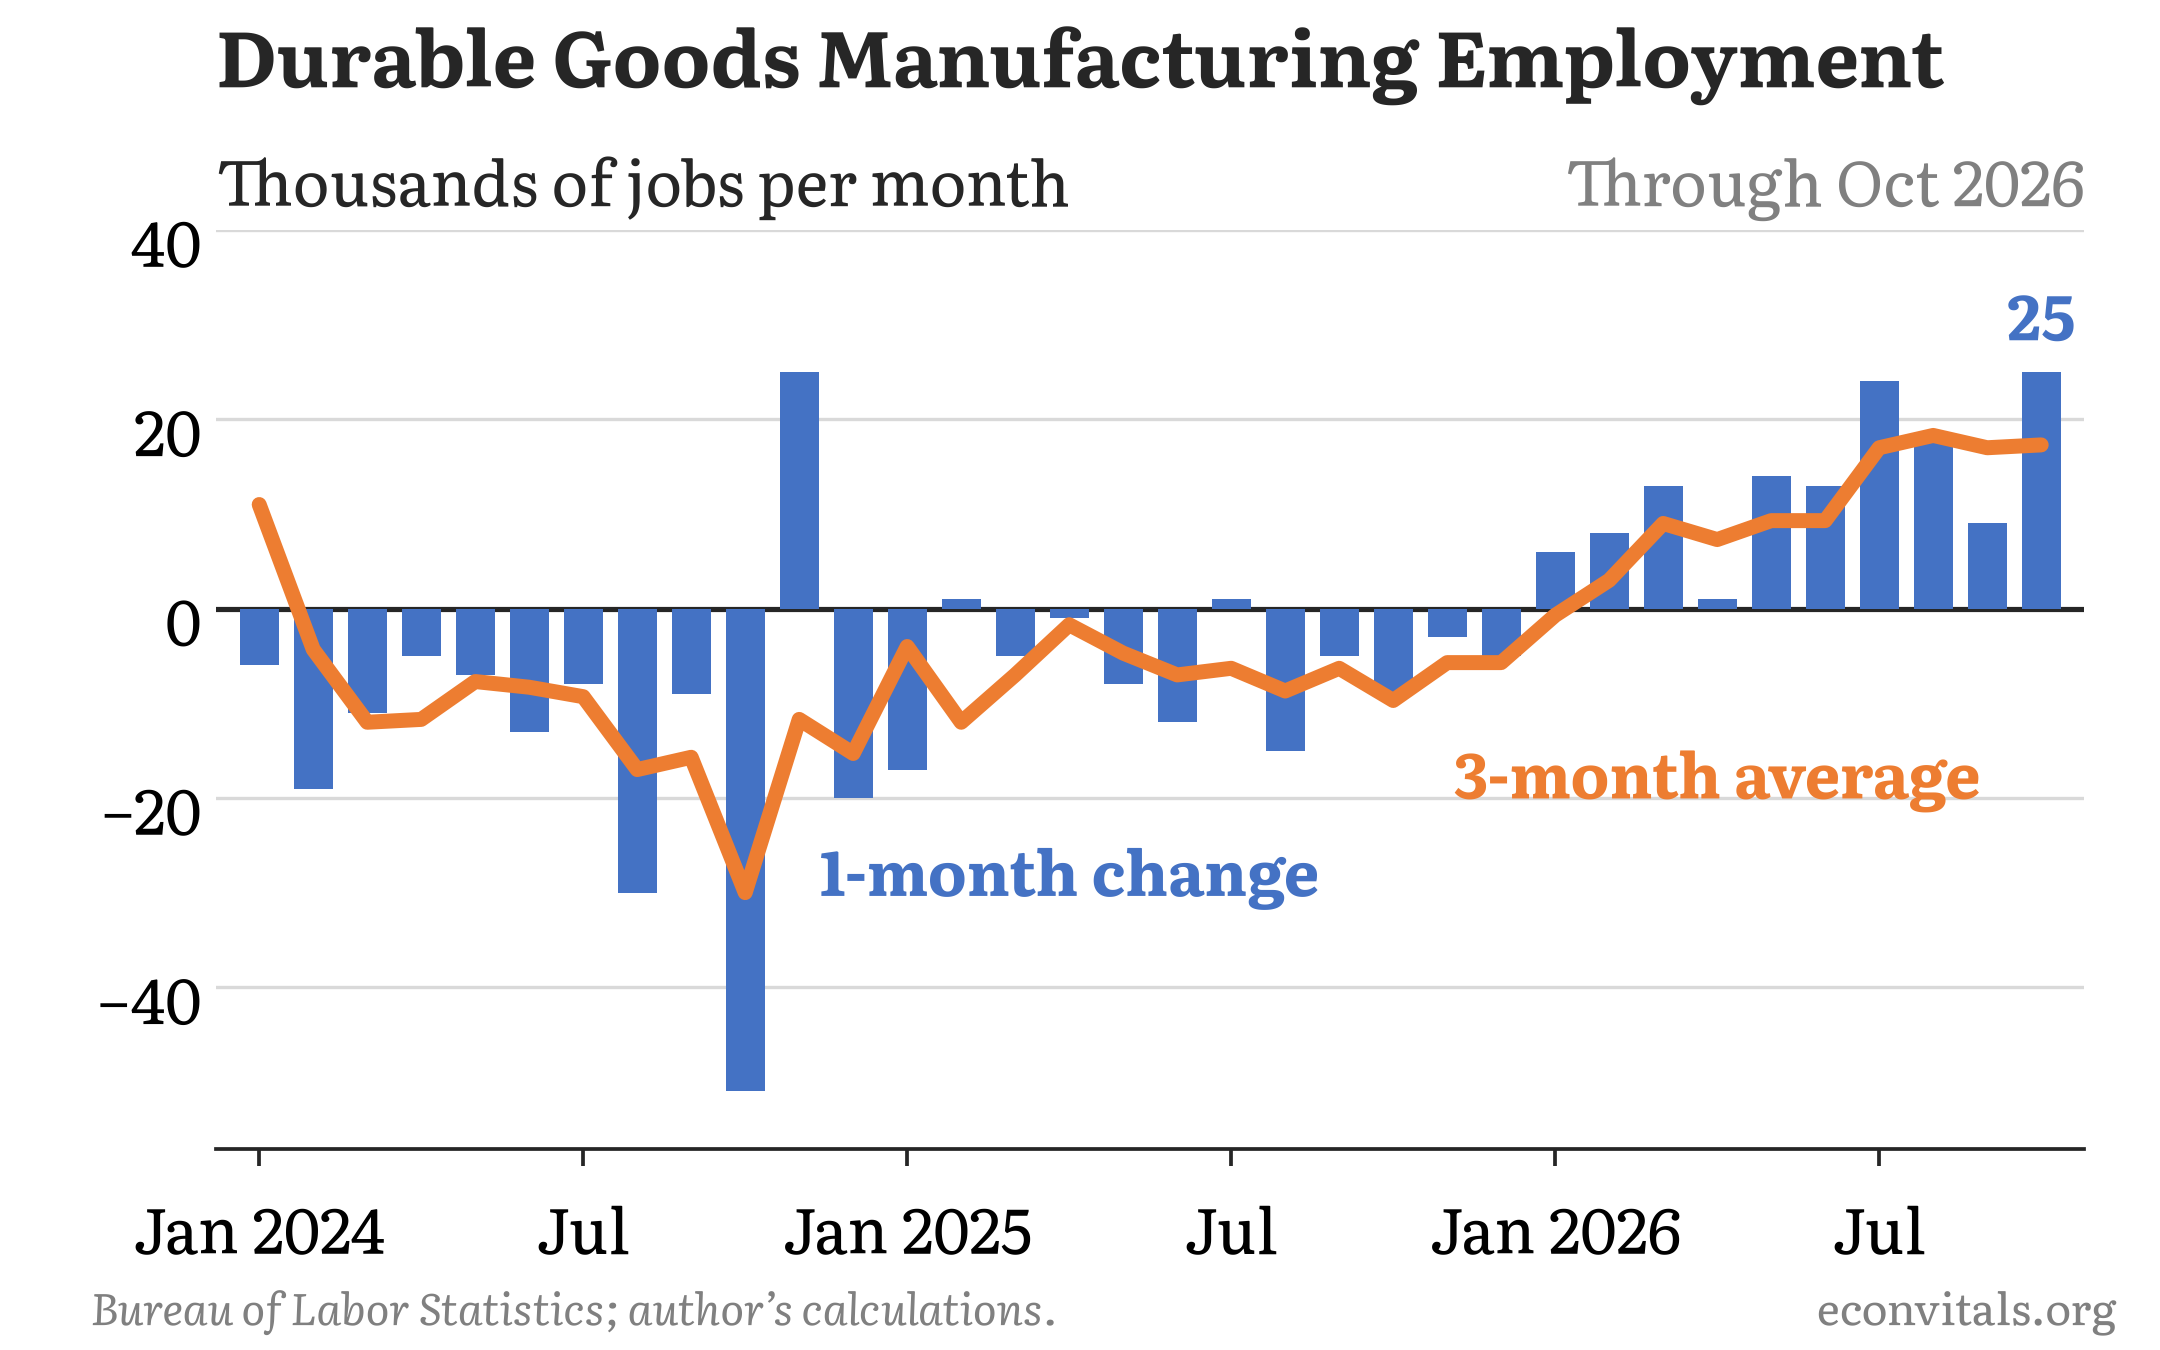 Durable Goods Manufacturing Employment
Thousands of jobs per month
Through Oct 2026
40
25
20
0
3-month average
−20
1-month change
−40
Jan 2024 Jul Jan 2025 Jul Jan 2026 Jul
Bureau of Labor Statistics; author’s calculations.
econvitals.org